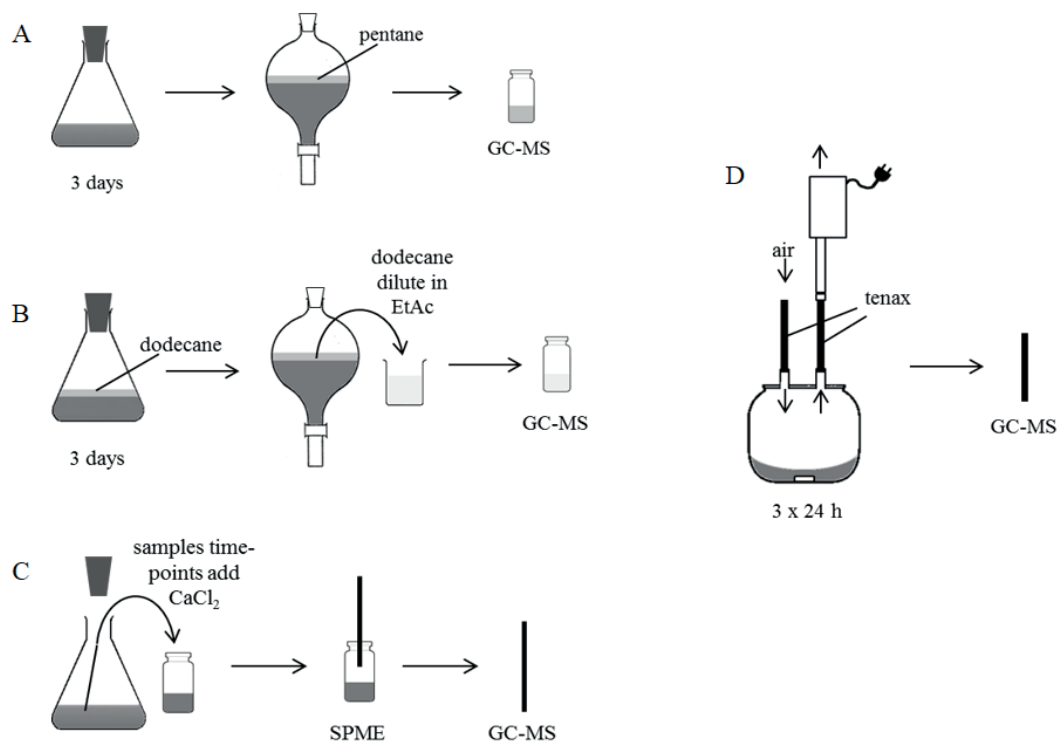 A
pentane
3 days
GC-MS
B
dodecane
dodecane
dilute in
EtAc
3 days
GC-MS
C
samples time-
points add
CaCl₂
SPME
GC-MS
D
air
tenax
3 x 24 h
GC-MS